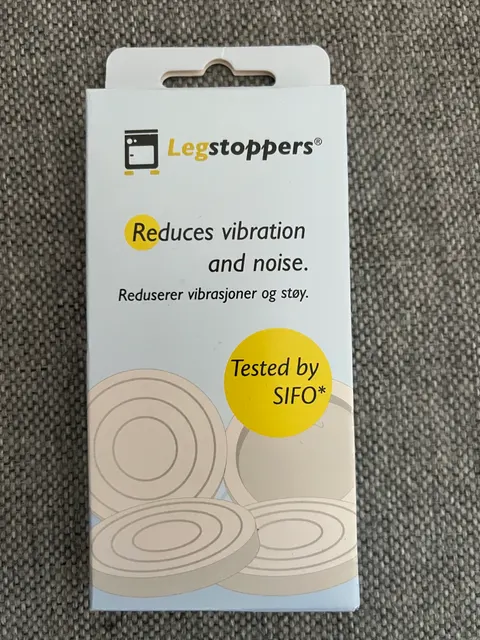 Legstoppers®
Reduces vibration
and noise.
Reduserer vibrasjoner og støy.
Tested by
SIFO*